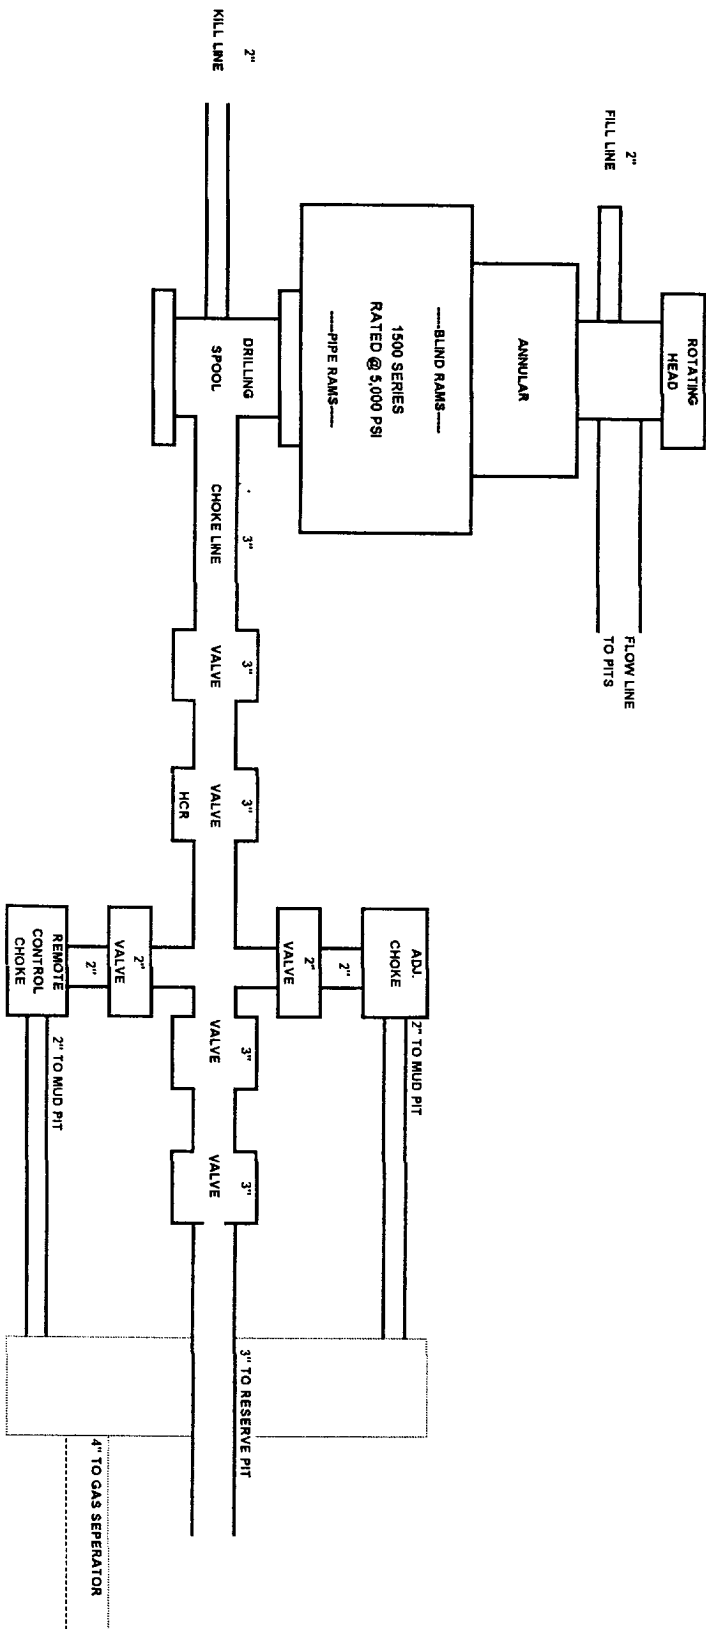 ROTATING
HEAD
2"
FILL LINE
FLOW LINE
TO PITS
ANNULAR
-----BLIND RAMS-----
1500 SERIES
RATED @ 5,000 PSI
-----PIPE RAMS-----
2"
KILL LINE
DRILLING
SPOOL
3"
CHOKE LINE
3"
VALVE
3"
VALVE
HCR
ADJ.
CHOKE
2" TO MUD PIT
2"
2"
VALVE
3"
VALVE
3"
VALVE
3" TO RESERVE PIT
2"
VALVE
2"
REMOTE
CONTROL
CHOKE
2" TO MUD PIT
4" TO GAS SEPERATOR